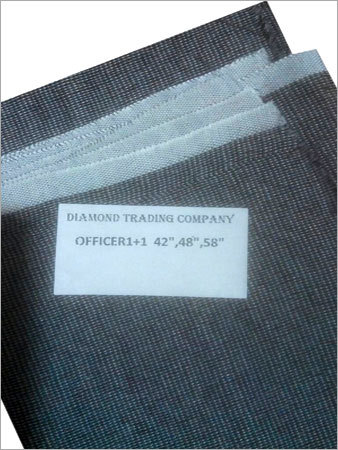 DIAMOND TRADING COMPANY
OFFICER1+1 42",48",58"